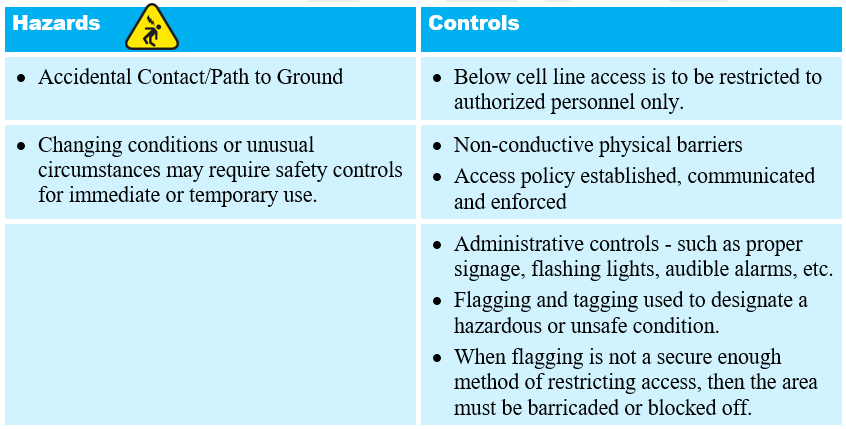 Hazards
Controls
• Accidental Contact/Path to Ground
• Below cell line access is to be restricted to
authorized personnel only.
• Changing conditions or unusual
circumstances may require safety controls
for immediate or temporary use.
• Non-conductive physical barriers
• Access policy established, communicated
and enforced
• Administrative controls - such as proper
signage, flashing lights, audible alarms, etc.
• Flagging and tagging used to designate a
hazardous or unsafe condition.
• When flagging is not a secure enough
method of restricting access, then the area
must be barricaded or blocked off.